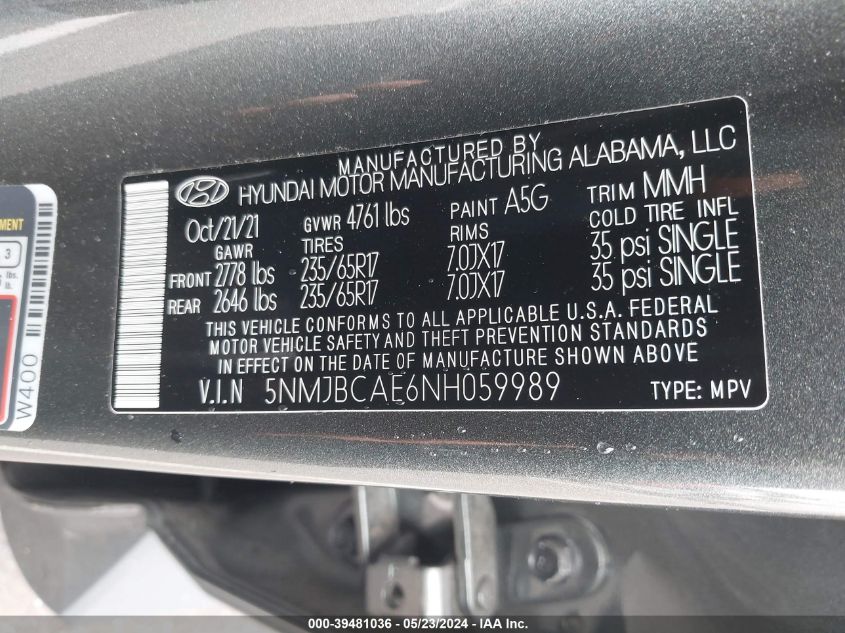 MANUFACTURED BY
HYUNDAI MOTOR MANUFACTURING ALABAMA, LLC
Oct/21/21 GVWR 4761 lbs PAINT A5G TRIM MMH
GAWR TIRES RIMS COLD TIRE INFL
FRONT 2778 lbs 235/65R17 7.0JX17 35 psi SINGLE
REAR 2646 lbs 235/65R17 7.0JX17 35 psi SINGLE
THIS VEHICLE CONFORMS TO ALL APPLICABLE U.S.A. FEDERAL
MOTOR VEHICLE SAFETY AND THEFT PREVENTION STANDARDS
IN EFFECT ON THE DATE OF MANUFACTURE SHOWN ABOVE
V.I.N 5NMJBCAE6NH059989 TYPE: MPV
3
lbs.
W400
000-39481036 - 05/23/2024 - IAA Inc.